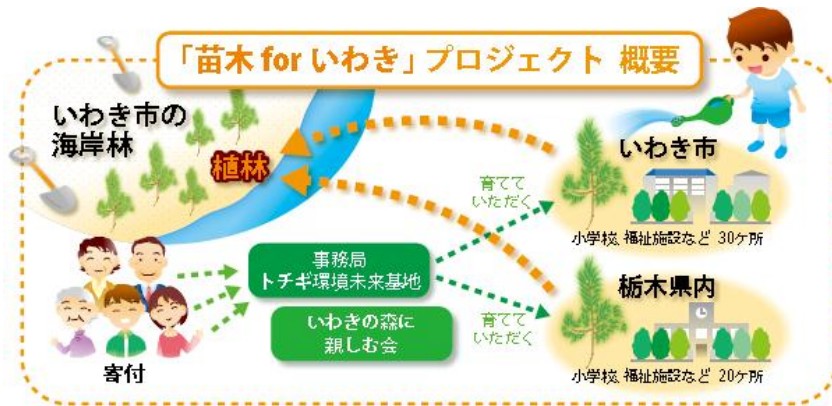 「苗木 for いわき」プロジェクト 概要
いわき市の
海岸林
植林
いわき市
小学校、福祉施設など 30ケ所
育てて
いただく
事務局
トチギ環境未来基地
いわきの森に
親しむ会
寄付
育てて
いただく
栃木県内
小学校、福祉施設など 20ケ所